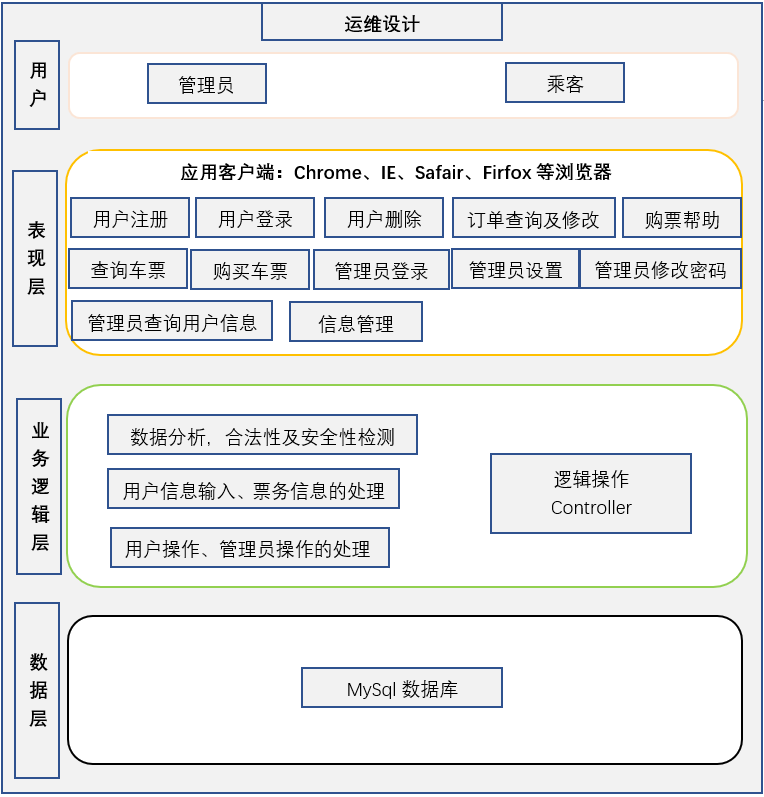 运维设计
用
户
管理员
乘客
表
现
层
应用客户端：Chrome、IE、Safair、Firfox 等浏览器
用户注册
用户登录
用户删除
订单查询及修改
购票帮助
查询车票
购买车票
管理员登录
管理员设置
管理员修改密码
管理员查询用户信息
信息管理
业
务
逻
辑
层
数据分析，合法性及安全性检测
用户信息输入、票务信息的处理
用户操作、管理员操作的处理
逻辑操作
Controller
数
据
层
MySql 数据库